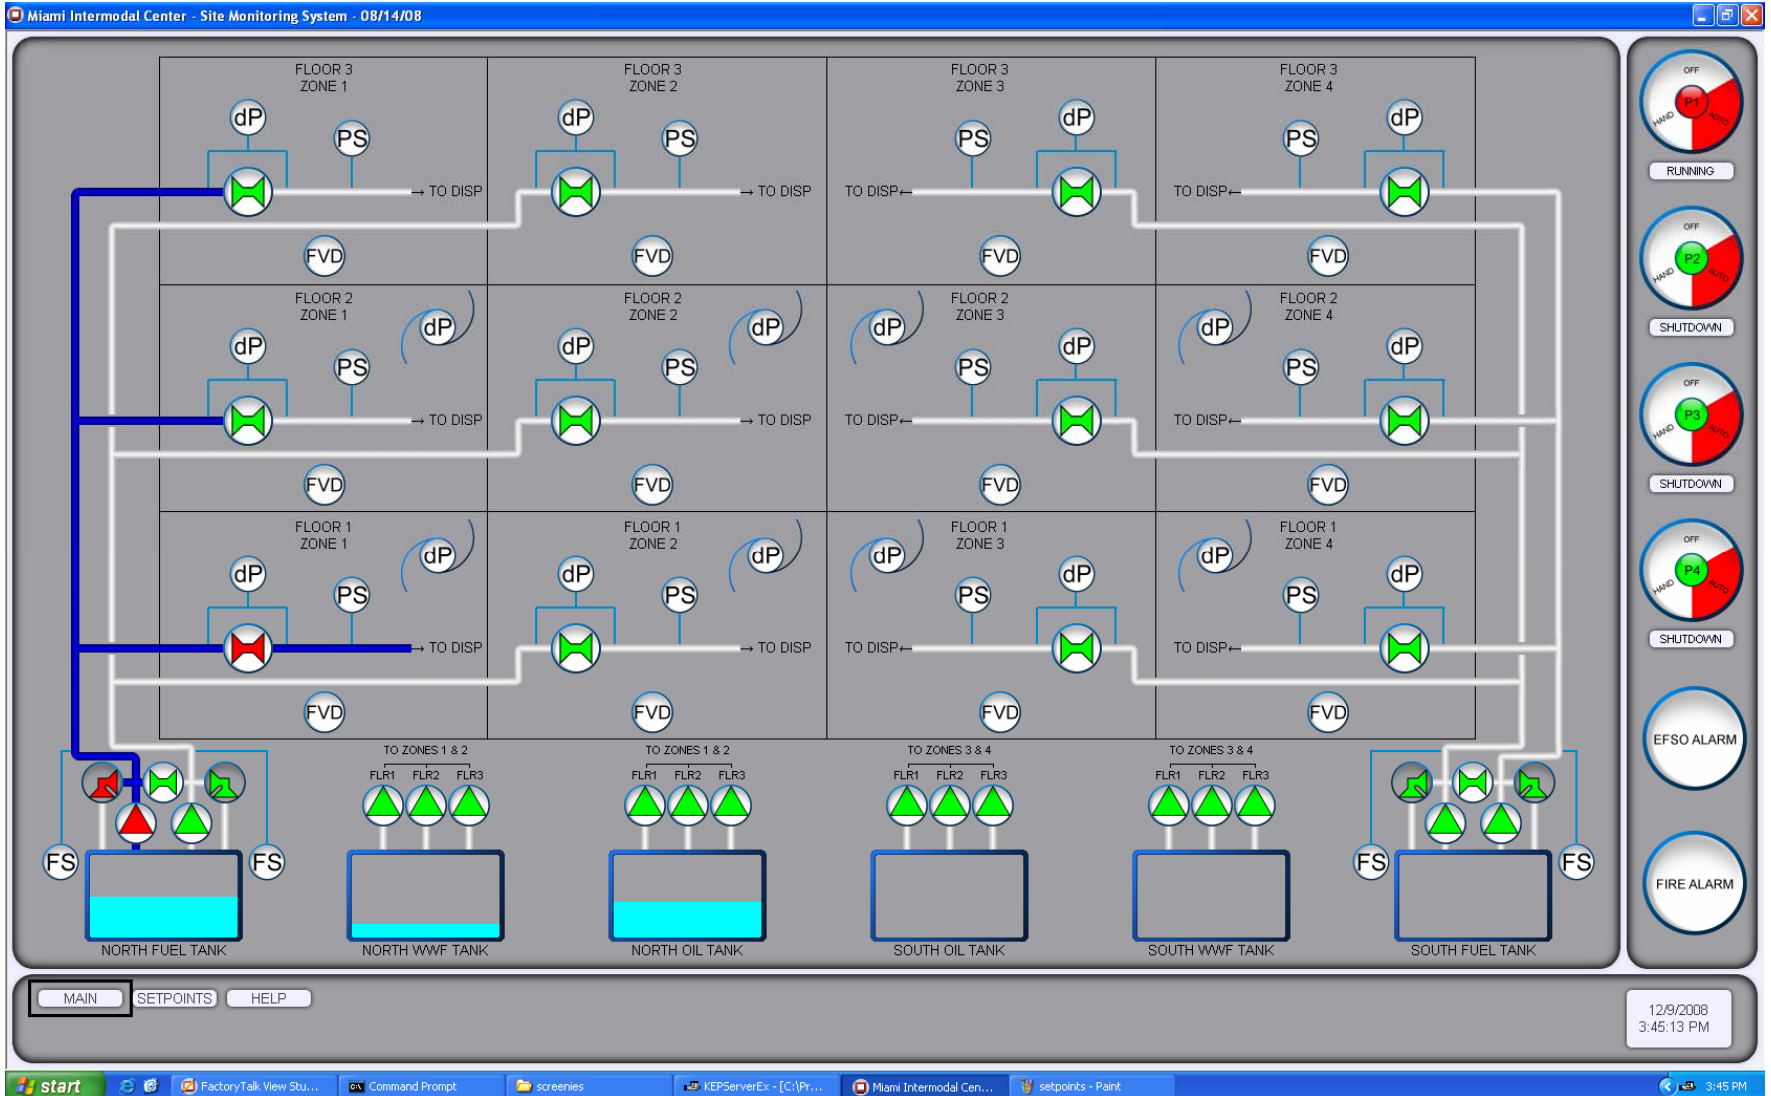 Miami Intermodal Center - Site Monitoring System - 08/14/08
FLOOR 3
ZONE 1
dP
PS
→ TO DISP
FVD
FLOOR 3
ZONE 2
dP
PS
→ TO DISP
FVD
FLOOR 3
ZONE 3
PS
dP
TO DISP←
FVD
FLOOR 3
ZONE 4
PS
dP
TO DISP←
FVD
FLOOR 2
ZONE 1
dP
dP
PS
→ TO DISP
FVD
FLOOR 2
ZONE 2
dP
dP
PS
→ TO DISP
FVD
FLOOR 2
ZONE 3
dP
dP
PS
TO DISP←
FVD
FLOOR 2
ZONE 4
dP
dP
PS
TO DISP←
FVD
FLOOR 1
ZONE 1
dP
dP
PS
→ TO DISP
FVD
FLOOR 1
ZONE 2
dP
dP
PS
→ TO DISP
FVD
FLOOR 1
ZONE 3
dP
dP
PS
TO DISP←
FVD
FLOOR 1
ZONE 4
dP
dP
PS
TO DISP←
FVD
FS
FS
NORTH FUEL TANK
TO ZONES 1 & 2
FLR1 FLR2 FLR3
NORTH WWF TANK
TO ZONES 1 & 2
FLR1 FLR2 FLR3
NORTH OIL TANK
TO ZONES 3 & 4
FLR1 FLR2 FLR3
SOUTH OIL TANK
TO ZONES 3 & 4
FLR1 FLR2 FLR3
SOUTH WWF TANK
FS
FS
SOUTH FUEL TANK
OFF
P1
HAND AUTO
RUNNING
OFF
P2
HAND AUTO
SHUTDOWN
OFF
P3
HAND AUTO
SHUTDOWN
OFF
P4
HAND AUTO
SHUTDOWN
EFSO ALARM
FIRE ALARM
MAIN SETPOINTS HELP
12/9/2008
3:45:13 PM
start FactoryTalk View Stu... Command Prompt screenies KEPServerEx - [C:\Pr... Miami Intermodal Cen... setpoints - Paint 3:45 PM